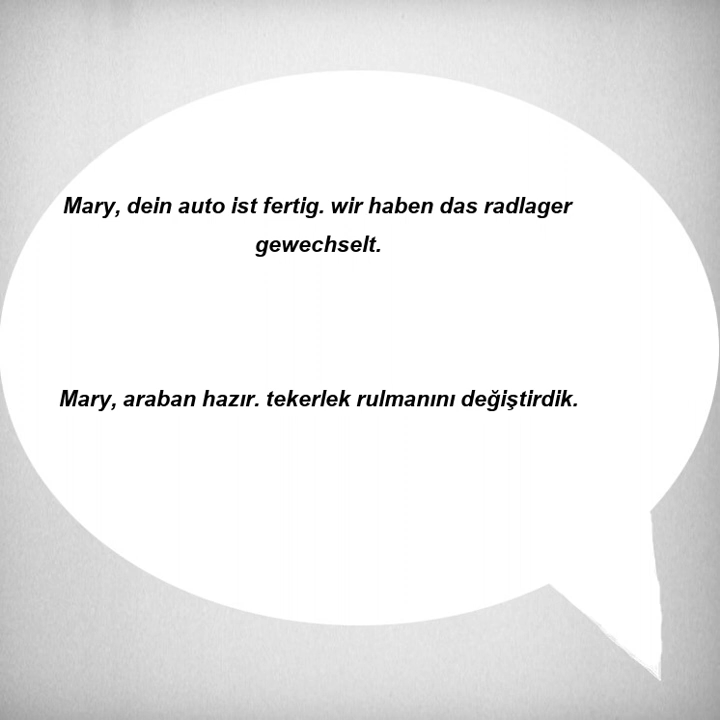 Mary, dein auto ist fertig. wir haben das radlager
gewechselt.
Mary, araban hazır. tekerlek rulmanını değiştirdik.